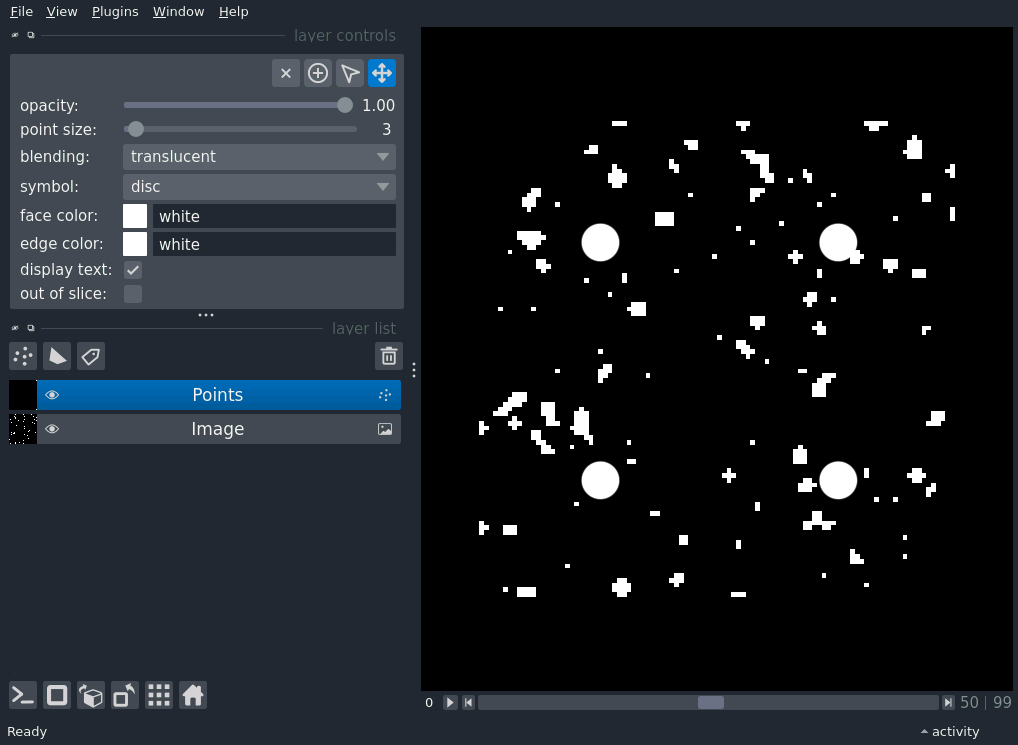 File View Plugins Window Help
layer controls
opacity: 1.00
point size: 3
blending: translucent
symbol: disc
face color: white
edge color: white
display text:
out of slice:
layer list
Points
Image
0 50 | 99
Ready activity